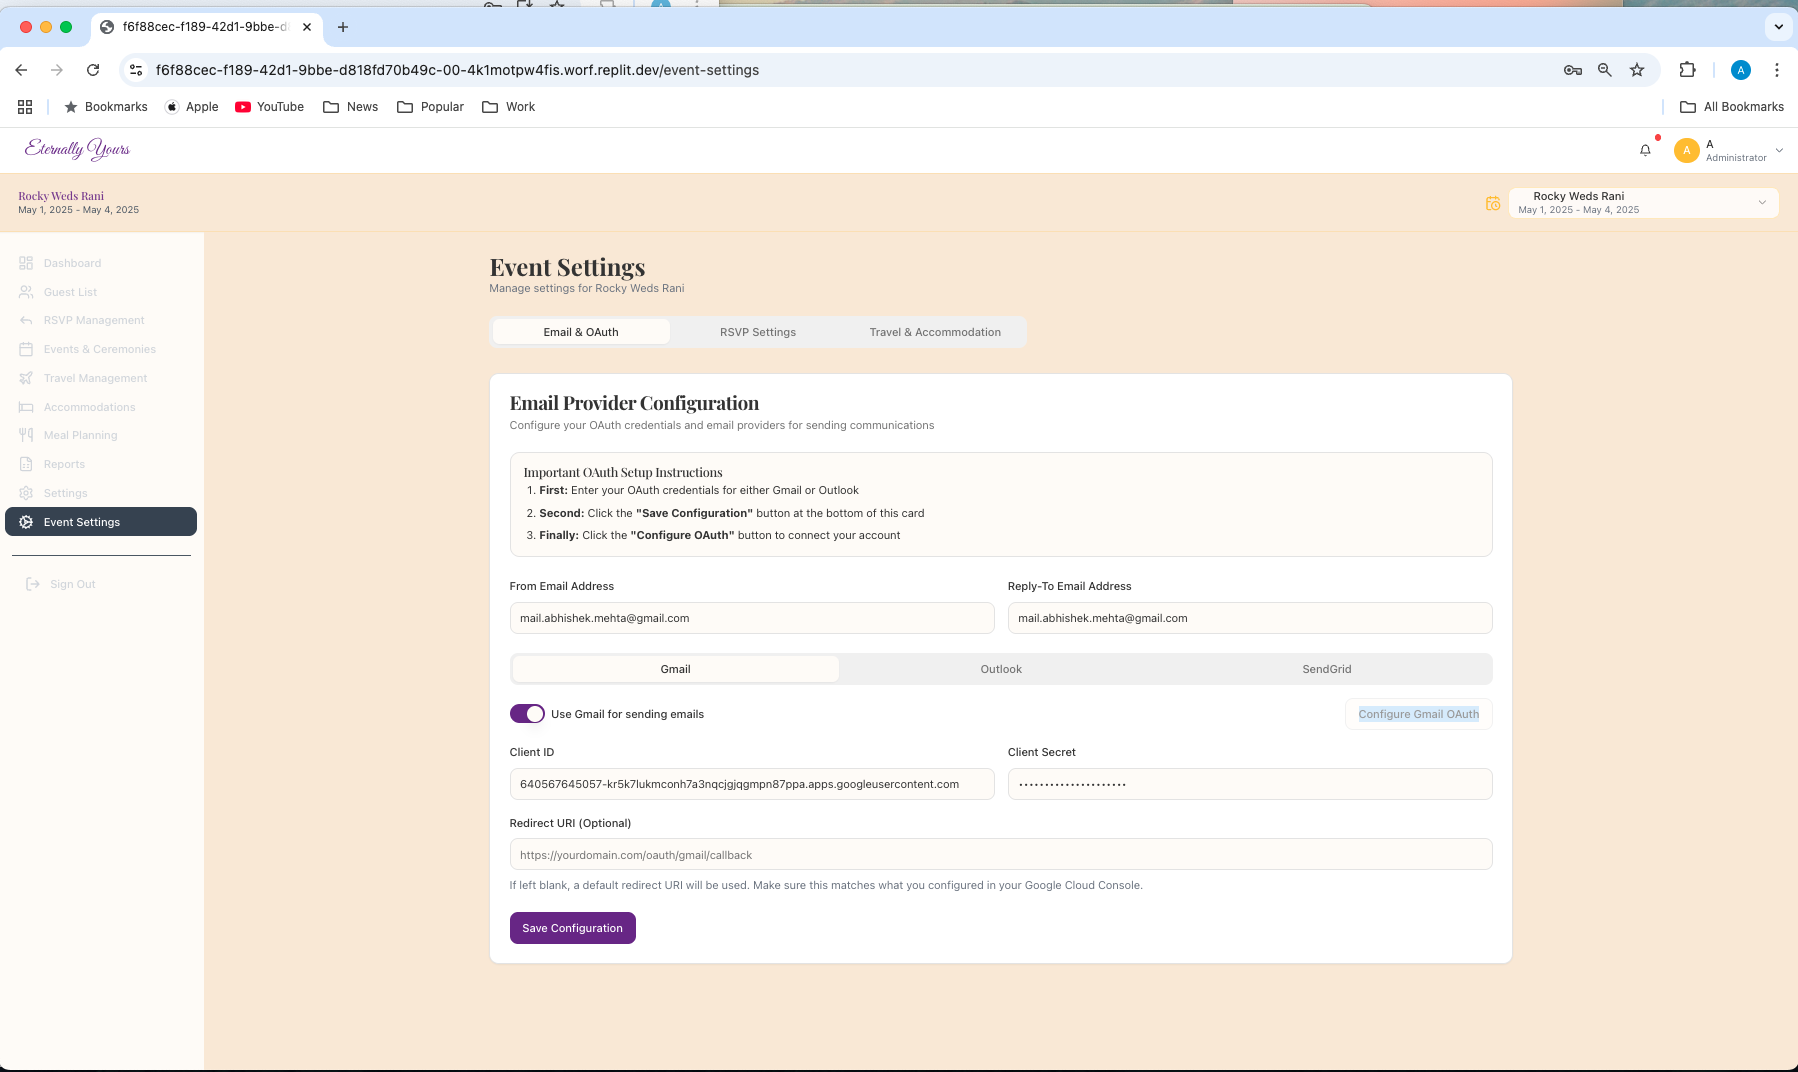 f6f88cec-f189-42d1-9bbe-d
f6f88cec-f189-42d1-9bbe-d818fd70b49c-00-4k1motpw4fis.worf.replit.dev/event-settings
A
Bookmarks
Apple
YouTube
News
Popular
Work
All Bookmarks
Eternally Yours
A
A
Administrator
Rocky Weds Rani
May 1, 2025 - May 4, 2025
Rocky Weds Rani
May 1, 2025 - May 4, 2025
Dashboard
Guest List
RSVP Management
Events & Ceremonies
Travel Management
Accommodations
Meal Planning
Reports
Settings
Event Settings
Sign Out
Event Settings
Manage settings for Rocky Weds Rani
Email & OAuth
RSVP Settings
Travel & Accommodation
Email Provider Configuration
Configure your OAuth credentials and email providers for sending communications
Important OAuth Setup Instructions
1. First: Enter your OAuth credentials for either Gmail or Outlook
2. Second: Click the "Save Configuration" button at the bottom of this card
3. Finally: Click the "Configure OAuth" button to connect your account
From Email Address
Reply-To Email Address
mail.abhishek.mehta@gmail.com
mail.abhishek.mehta@gmail.com
Gmail
Outlook
SendGrid
Use Gmail for sending emails
Configure Gmail OAuth
Client ID
Client Secret
640567645057-kr5k7lukmconh7a3nqcjgjqgmpn87ppa.apps.googleusercontent.com
Redirect URI (Optional)
https://yourdomain.com/oauth/gmail/callback
If left blank, a default redirect URI will be used. Make sure this matches what you configured in your Google Cloud Console.
Save Configuration